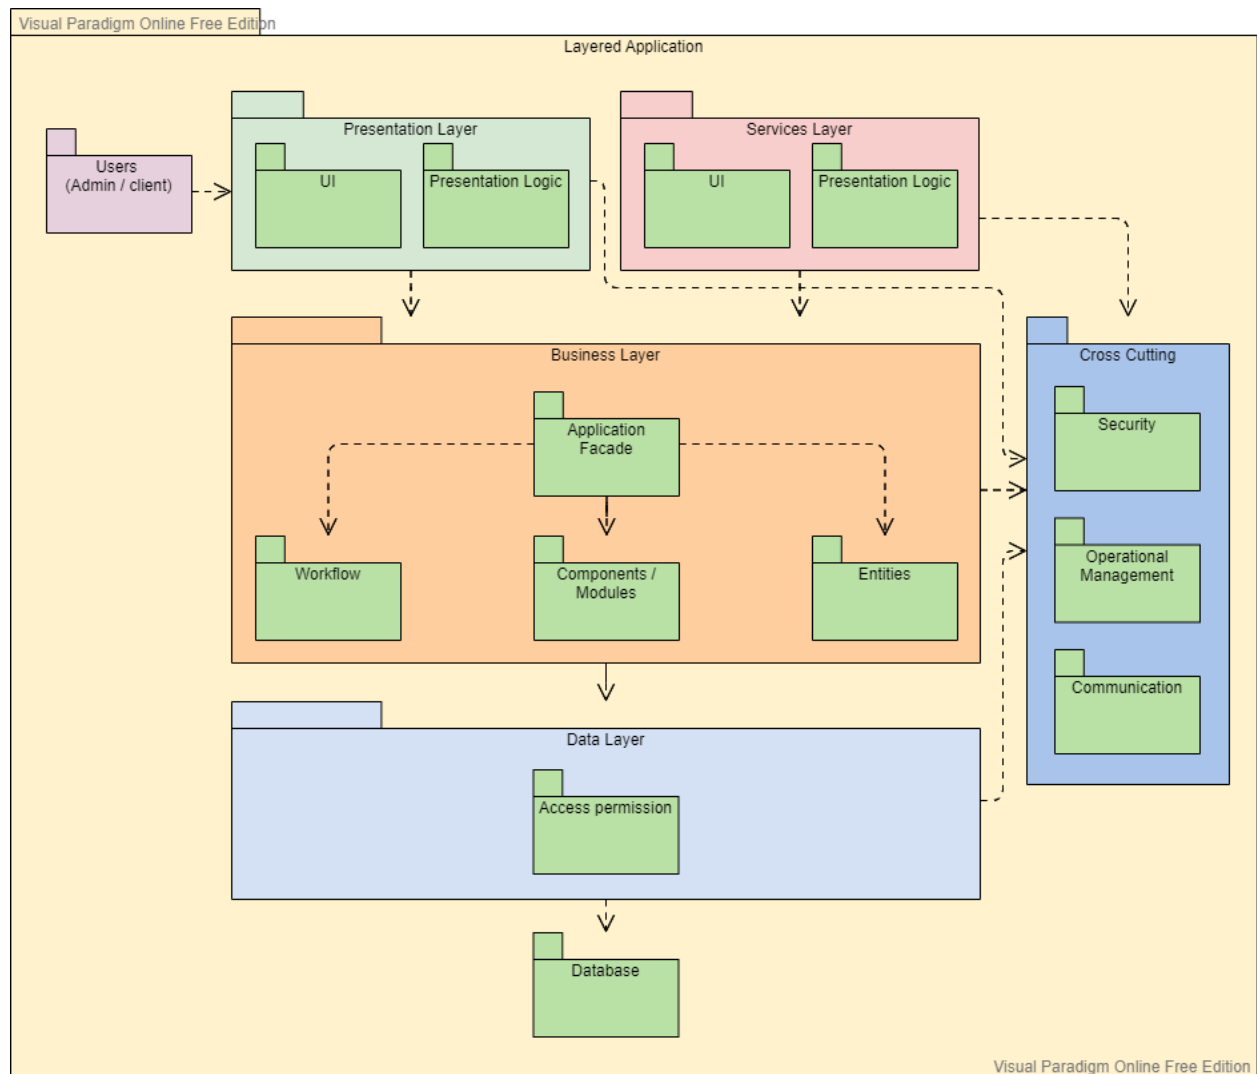 Visual Paradigm Online Free Edition
Layered Application
Users
(Admin / client)
Presentation Layer
UI
Presentation Logic
Services Layer
UI
Presentation Logic
Business Layer
Application
Facade
Workflow
Components /
Modules
Entities
Cross Cutting
Security
Operational
Management
Communication
Data Layer
Access permission
Database
Visual Paradigm Online Free Edition